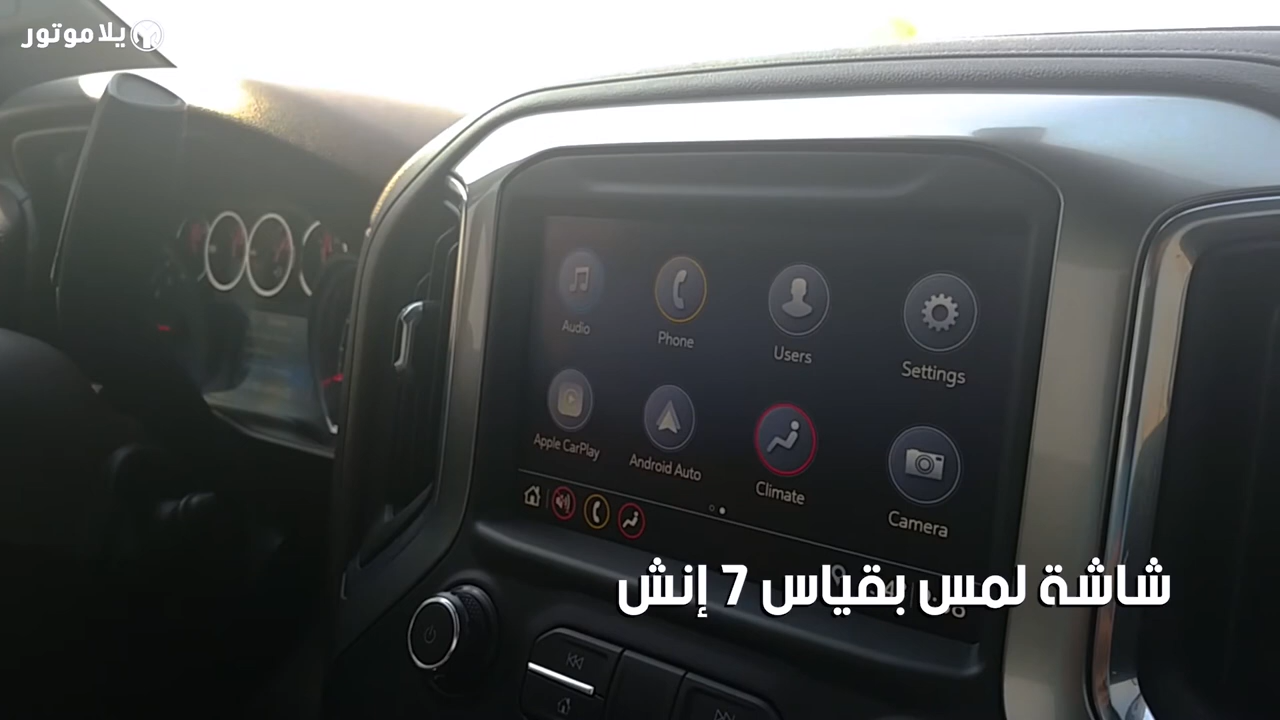 يلا موتور
Audio
Phone
Users
Settings
Apple CarPlay
Android Auto
Climate
Camera
شاشة لمس بقياس 7 إنش